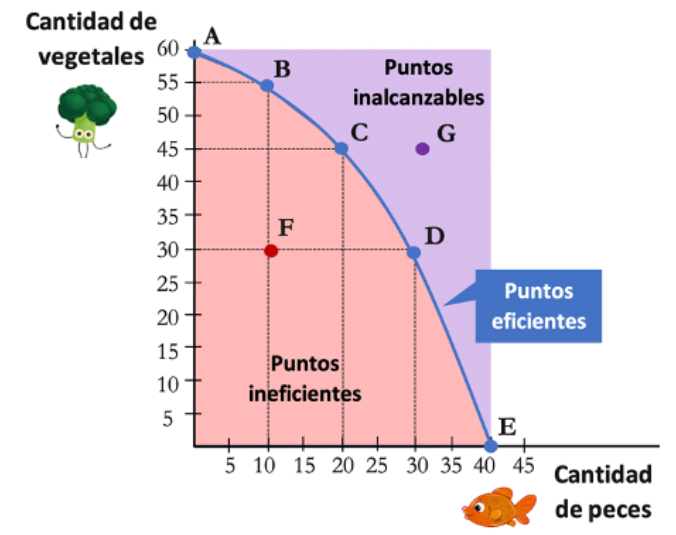 Cantidad de
vegetales
60
55
50
45
40
35
30
25
20
15
10
5
A
B
C
D
E
F
G
Puntos
inalcanzables
Puntos
eficientes
Puntos
ineficientes
5 10 15 20 25 30 35 40 45
Cantidad
de peces